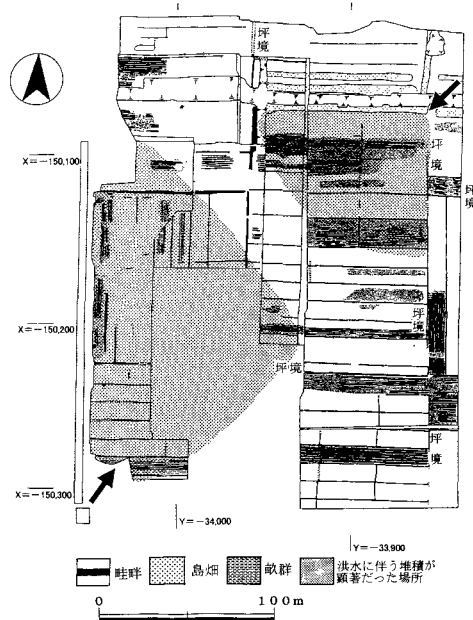 坪境
X=-150,100
坪境
坪境
X=-150,200
坪境
坪境
坪境
X=-150,300
Y=-34,000
Y=-33,900
畦畔
島畑
畝群
洪水に伴う堆積が
顕著だった場所
0
100m